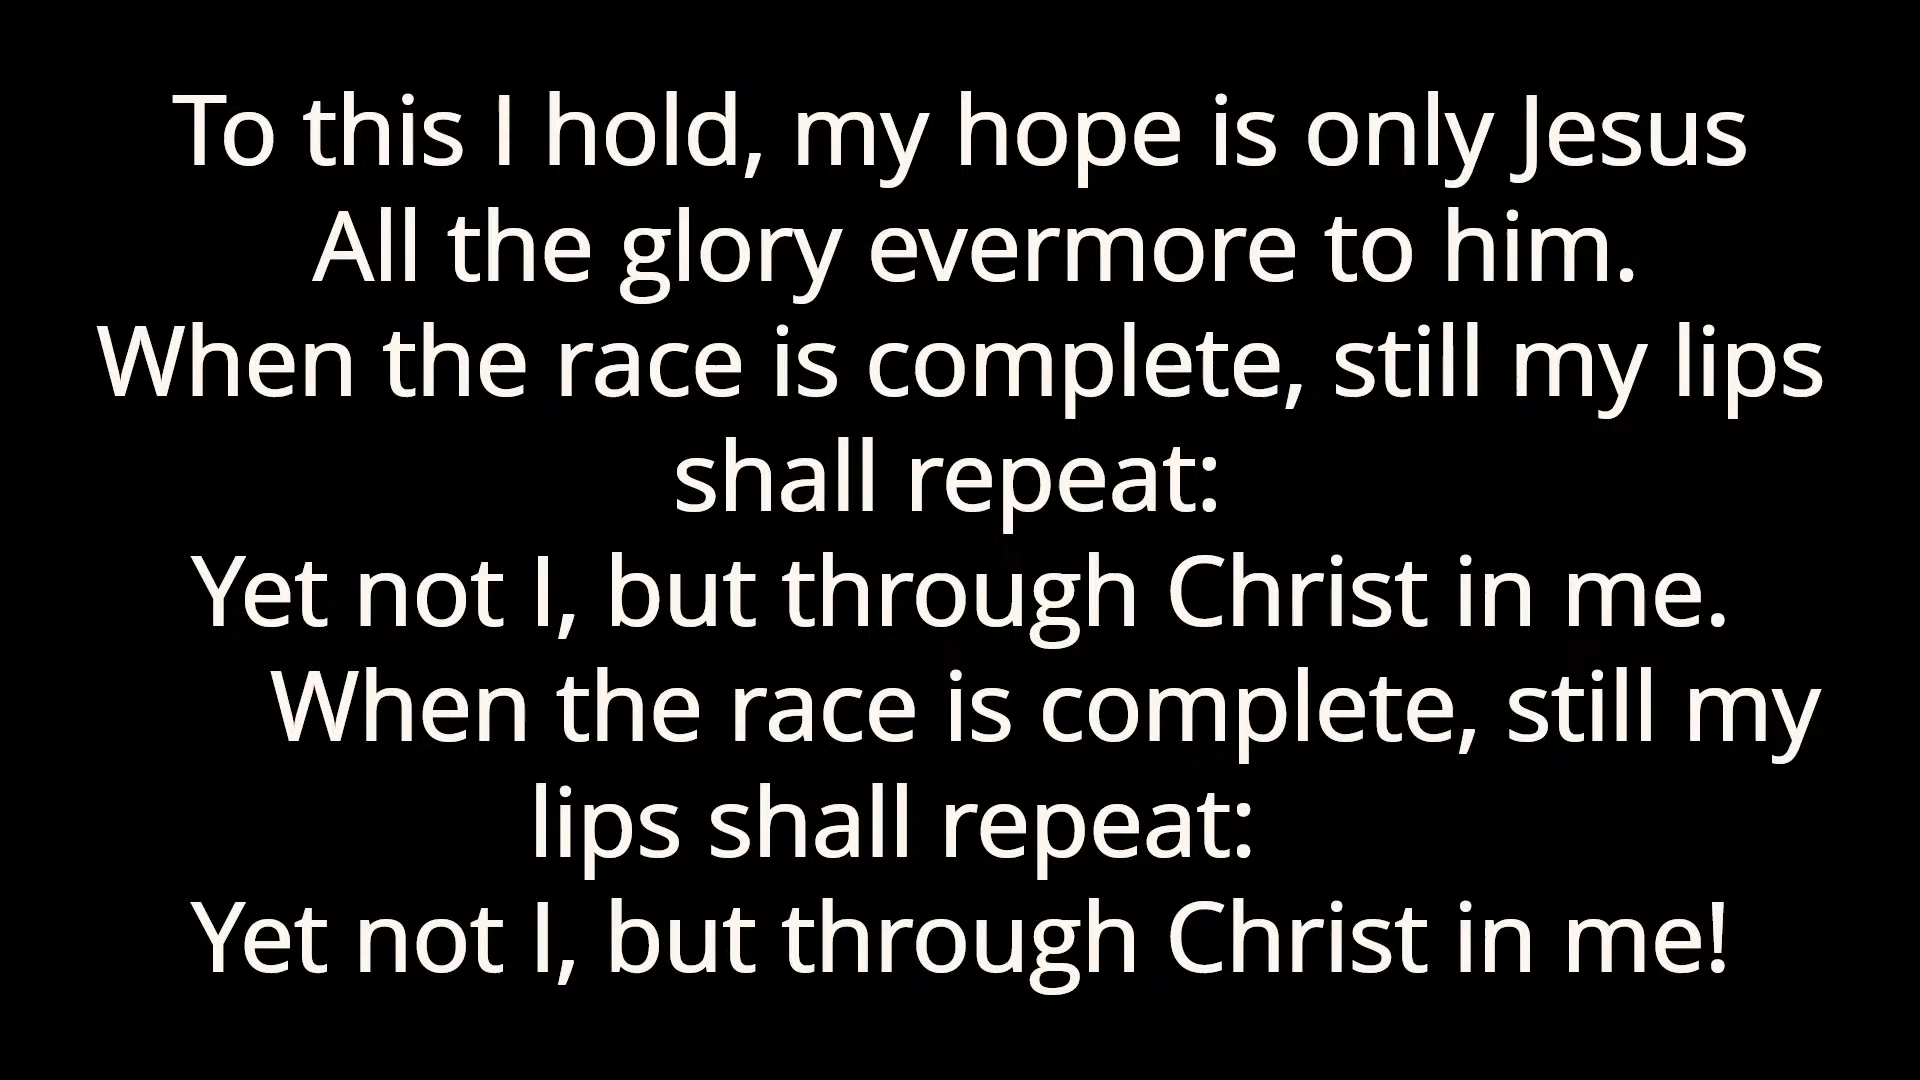 To this I hold, my hope is only Jesus
All the glory evermore to him.
When the race is complete, still my lips
shall repeat:
Yet not I, but through Christ in me.
When the race is complete, still my
lips shall repeat:
Yet not I, but through Christ in me!